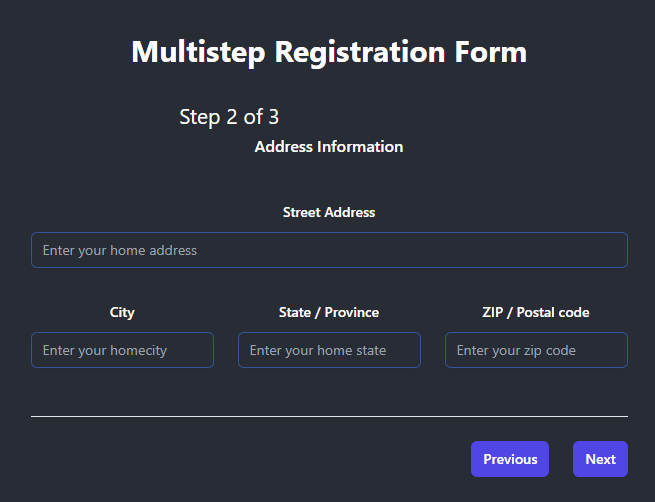 Multistep Registration Form
Step 2 of 3
Address Information
Street Address
Enter your home address
City State / Province ZIP / Postal code
Enter your homecity Enter your home state Enter your zip code
Previous Next